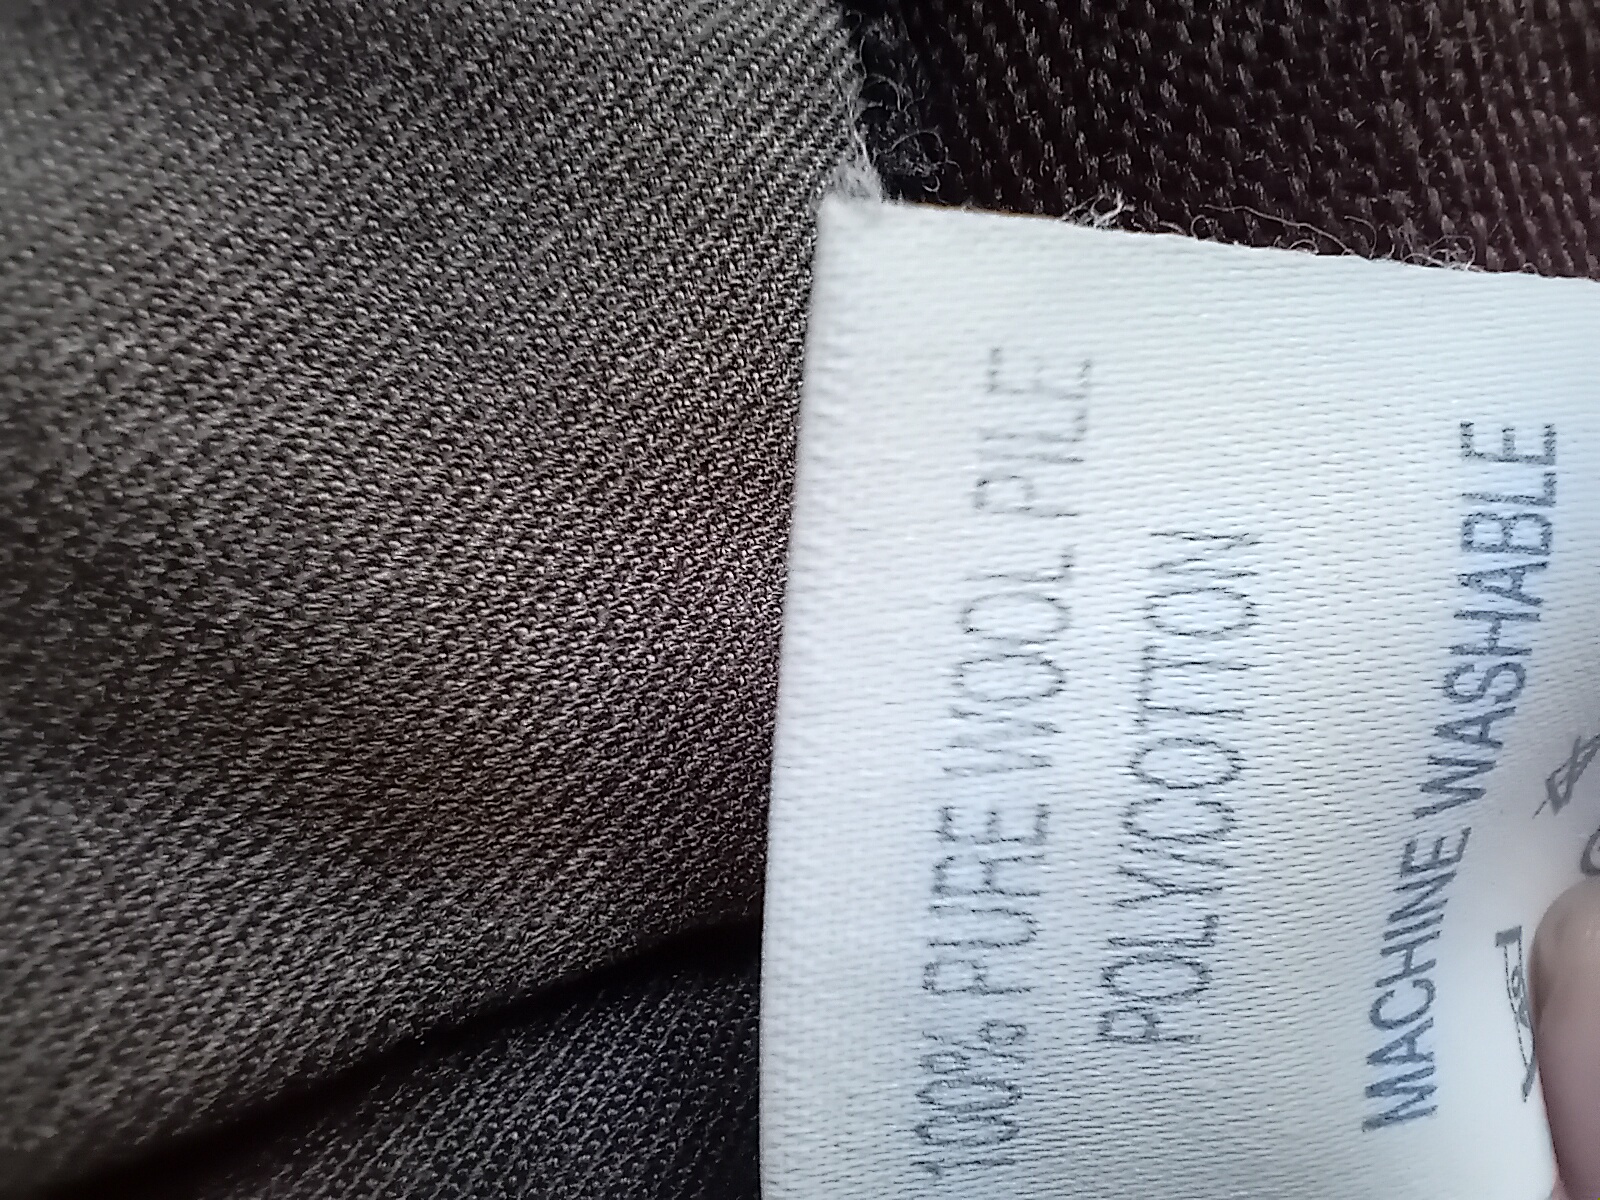 100% PURE WOOL PILE
POLYCOTTON
MACHINE WASHABLE